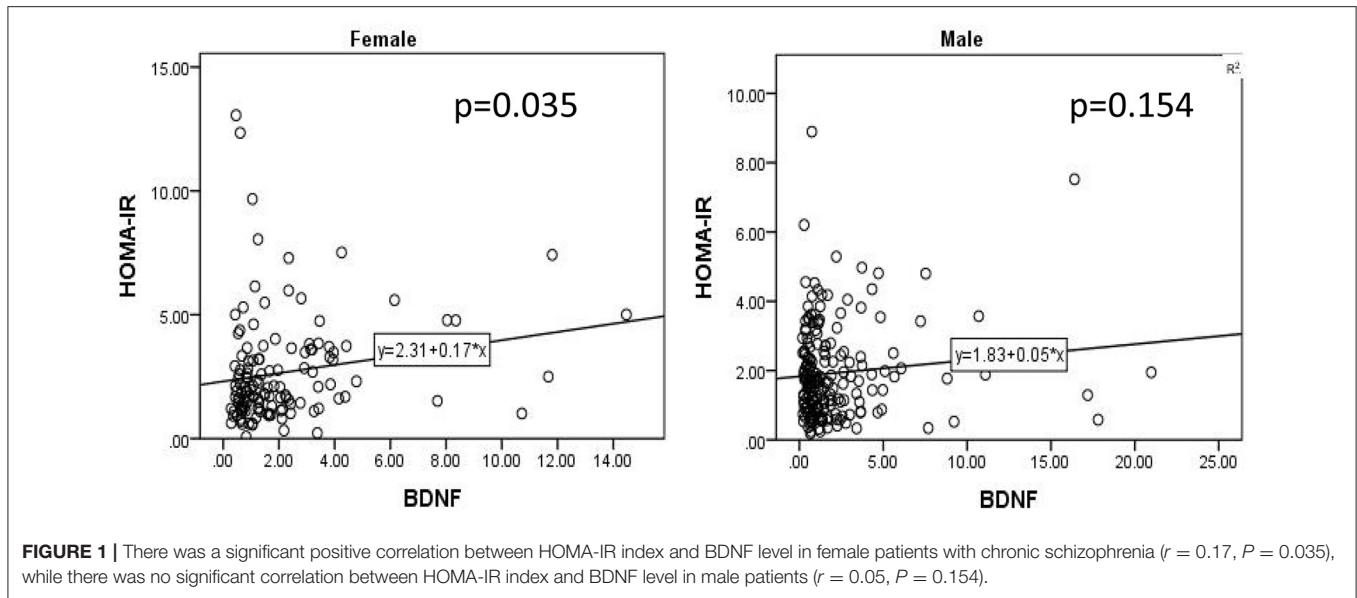 Female
15.00
10.00
5.00
.00
HOMA-IR
p=0.035
y=2.31+0.17*x
.00 2.00 4.00 6.00 8.00 10.00 12.00 14.00
BDNF
Male
R²
10.00
8.00
6.00
4.00
2.00
.00
HOMA-IR
p=0.154
y=1.83+0.05*x
.00 5.00 10.00 15.00 20.00 25.00
BDNF
FIGURE 1 | There was a significant positive correlation between HOMA-IR index and BDNF level in female patients with chronic schizophrenia (r = 0.17, P = 0.035),
while there was no significant correlation between HOMA-IR index and BDNF level in male patients (r = 0.05, P = 0.154).